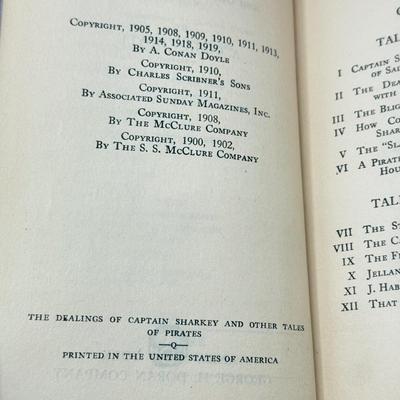 Copyright, 1905, 1908, 1909, 1910, 1911, 1913,
1914, 1918, 1919,
By A. Conan Doyle
Copyright, 1910,
By Charles Scribner's Sons
Copyright, 1911,
By Associated Sunday Magazines, Inc.
Copyright, 1908,
By The McClure Company
Copyright, 1900, 1902,
By The S. S. McClure Company
THE DEALINGS OF CAPTAIN SHARKEY AND OTHER TALES
OF PIRATES
—Q—
PRINTED IN THE UNITED STATES OF AMERICA
TAL
I Captain S
of Sai
II The Dea
with
III The Blig
IV How Co
Shar
V The "Sla
VI A Pirate
Hou
TAL
VII The St
VIII The C
IX The F
X Jellan
XI J. Hab
XII That